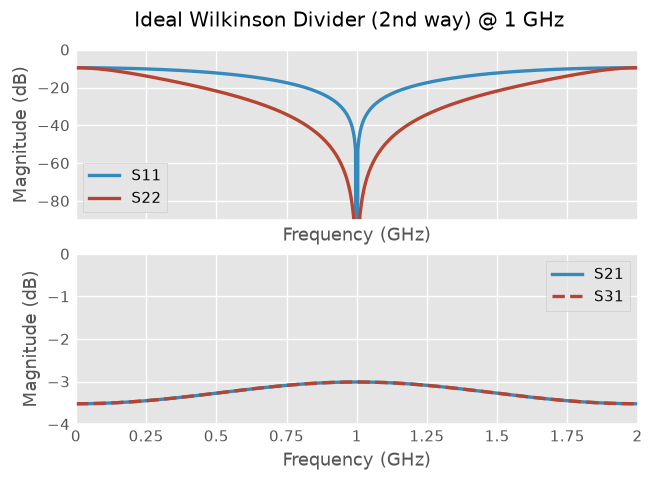 Ideal Wilkinson Divider (2nd way) @ 1 GHz
Magnitude (dB)
0
−20
−40
−60
−80
S11
S22
Frequency (GHz)
Magnitude (dB)
0
−1
−2
−3
−4
S21
S31
0 0.25 0.5 0.75 1 1.25 1.5 1.75 2
Frequency (GHz)